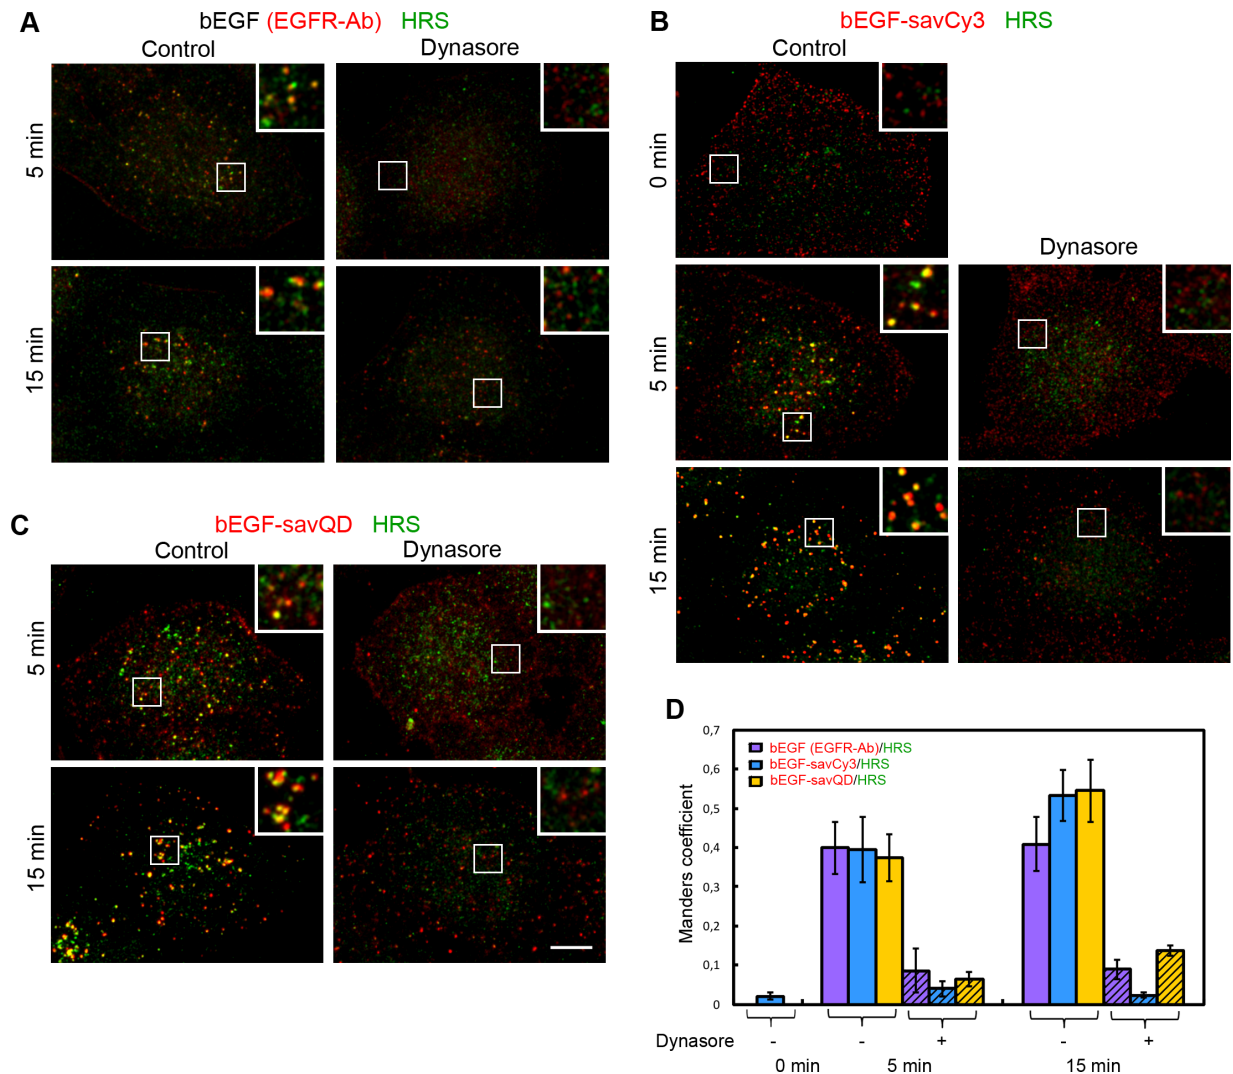 A
bEGF (EGFR-Ab) HRS
Control
Dynasore
5 min
15 min
B
bEGF-savCy3 HRS
Control
0 min
Dynasore
5 min
15 min
C
bEGF-savQD HRS
Control
Dynasore
5 min
15 min
D
0,7
0,6
0,5
0,4
0,3
0,2
0,1
0
Manders coefficient
bEGF (EGFR-Ab)/HRS
bEGF-savCy3/HRS
bEGF-savQD/HRS
Dynasore - - + - +
0 min 5 min 15 min